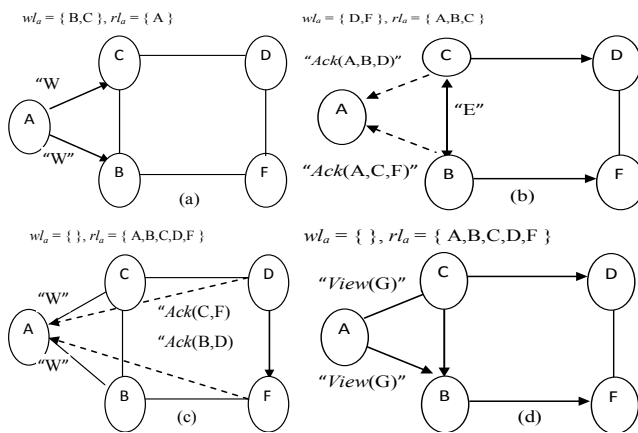 wlₐ = { B,C }, rlₐ = { A }
C
D
"W
A
"W"
B
F
(a)
wlₐ = { D,F }, rlₐ = { A,B,C }
"Ack(A,B,D)"
C
D
A
"E"
"Ack(A,C,F)"
B
F
(b)
wlₐ = { }, rlₐ = { A,B,C,D,F }
C
D
"W"
"Ack(C,F)
A
"Ack(B,D)
"W"
B
F
(c)
wlₐ = { }, rlₐ = { A,B,C,D,F }
"View(G)"
C
D
A
"View(G)"
B
F
(d)